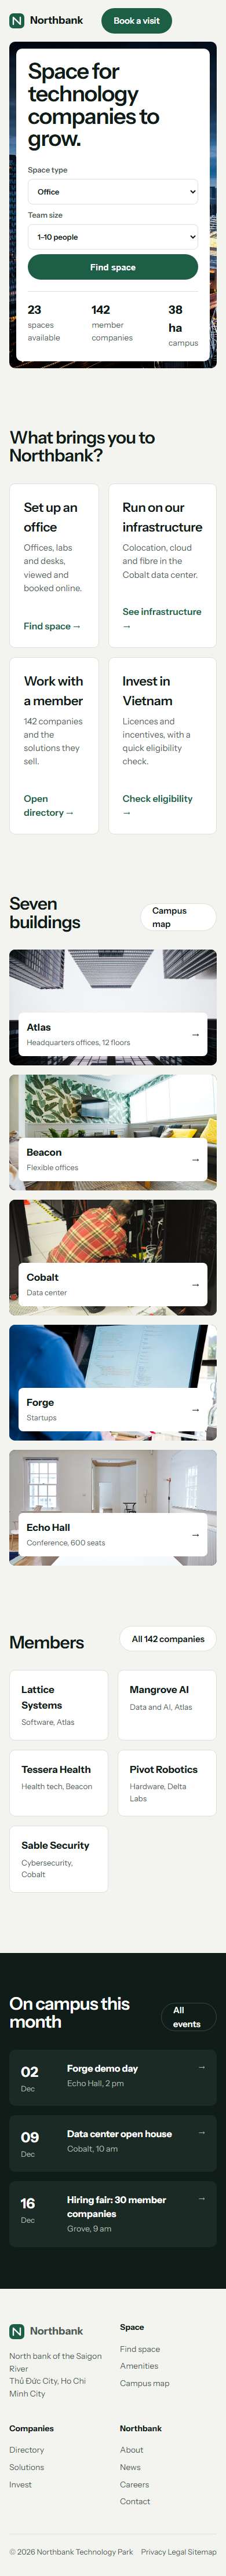 Northbank
Book a visit
Space for
technology
companies to
grow.
Space type
Office
Team size
1–10 people
Find space
23
spaces
available
142
member
companies
38
ha
campus
What brings you to
Northbank?
Set up an
office
Offices, labs
and desks,
viewed and
booked online.
Find space →
Run on our
infrastructure
Colocation, cloud
and fibre in the
Cobalt data center.
See infrastructure
→
Work with
a member
142 companies
and the
solutions they
sell.
Open
directory →
Invest in
Vietnam
Licences and
incentives, with a
quick eligibility
check.
Check eligibility
→
Seven
buildings
Campus
map
Atlas
Headquarters offices, 12 floors
→
Beacon
Flexible offices
→
Cobalt
Data center
→
Forge
Startups
→
Echo Hall
Conference, 600 seats
→
Members
All 142 companies
Lattice
Systems
Software, Atlas
Mangrove AI
Data and AI, Atlas
Tessera Health
Health tech, Beacon
Pivot Robotics
Hardware, Delta
Labs
Sable Security
Cybersecurity,
Cobalt
On campus this
month
All
events
02
Dec
Forge demo day
Echo Hall, 2 pm
→
09
Dec
Data center open house
Cobalt, 10 am
→
16
Dec
Hiring fair: 30 member
companies
Grove, 9 am
→
Northbank
North bank of the Saigon
River
Thủ Đức City, Ho Chi
Minh City
Space
Find space
Amenities
Campus map
Companies
Directory
Solutions
Invest
Northbank
About
News
Careers
Contact
© 2026 Northbank Technology Park
Privacy Legal Sitemap